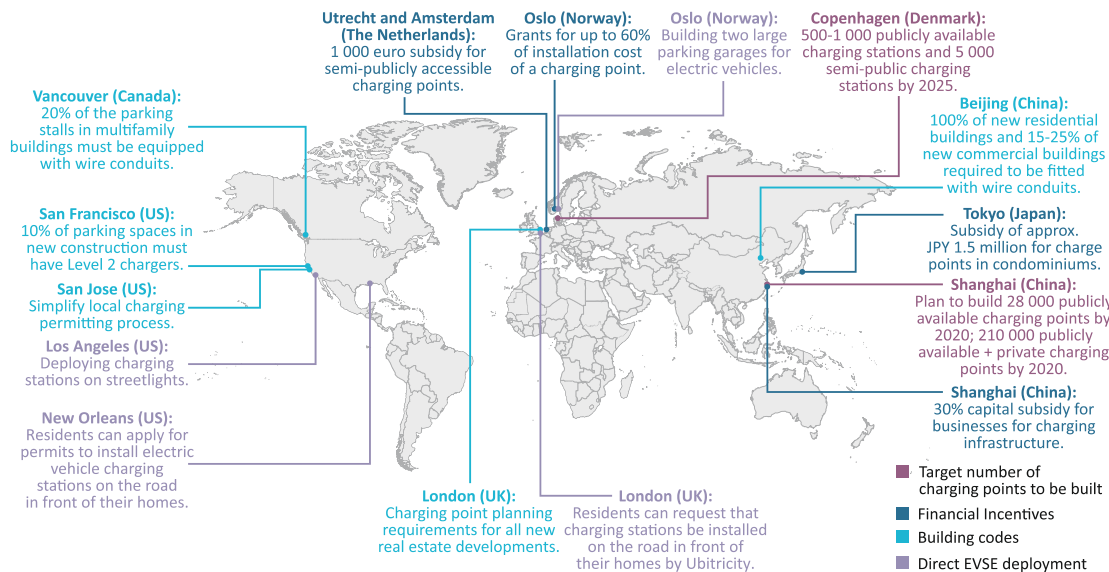 Utrecht and Amsterdam
(The Netherlands):
1 000 euro subsidy for
semi-publicly accessible
charging points.
Oslo (Norway):
Grants for up to 60%
of installation cost
of a charging point.
Oslo (Norway):
Building two large
parking garages for
electric vehicles.
Copenhagen (Denmark):
500-1 000 publicly available
charging stations and 5 000
semi-public charging
stations by 2025.
Vancouver (Canada):
20% of the parking
stalls in multifamily
buildings must be equipped
with wire conduits.
Beijing (China):
100% of new residential
buildings and 15-25% of
new commercial buildings
required to be fitted
with wire conduits.
San Francisco (US):
10% of parking spaces in
new construction must
have Level 2 chargers.
Tokyo (Japan):
Subsidy of approx.
JPY 1.5 million for charge
points in condominiums.
San Jose (US):
Simplify local charging
permitting process.
Shanghai (China):
Plan to build 28 000 publicly
available charging points by
2020; 210 000 publicly
available + private charging
points by 2020.
Los Angeles (US):
Deploying charging
stations on streetlights.
Shanghai (China):
30% capital subsidy for
businesses for charging
infrastructure.
New Orleans (US):
Residents can apply for
permits to install electric
vehicle charging
stations on the road
in front of their homes.
London (UK):
Charging point planning
requirements for all new
real estate developments.
London (UK):
Residents can request that
charging stations be installed
on the road in front of
their homes by Ubitricity.
Target number of
charging points to be built
Financial Incentives
Building codes
Direct EVSE deployment